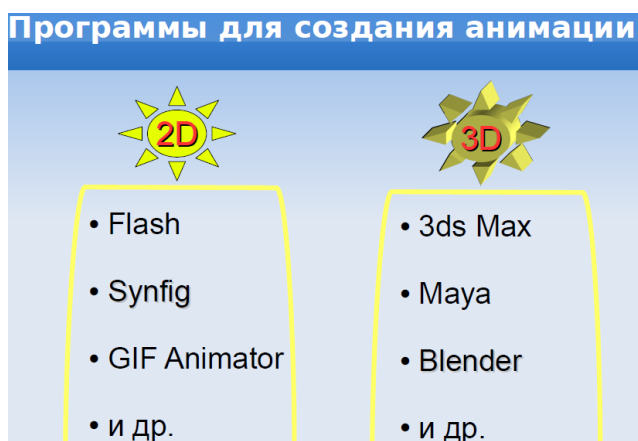 Программы для создания анимации
2D
• Flash
• Synfig
• GIF Animator
• и др.
3D
• 3ds Max
• Maya
• Blender
• и др.